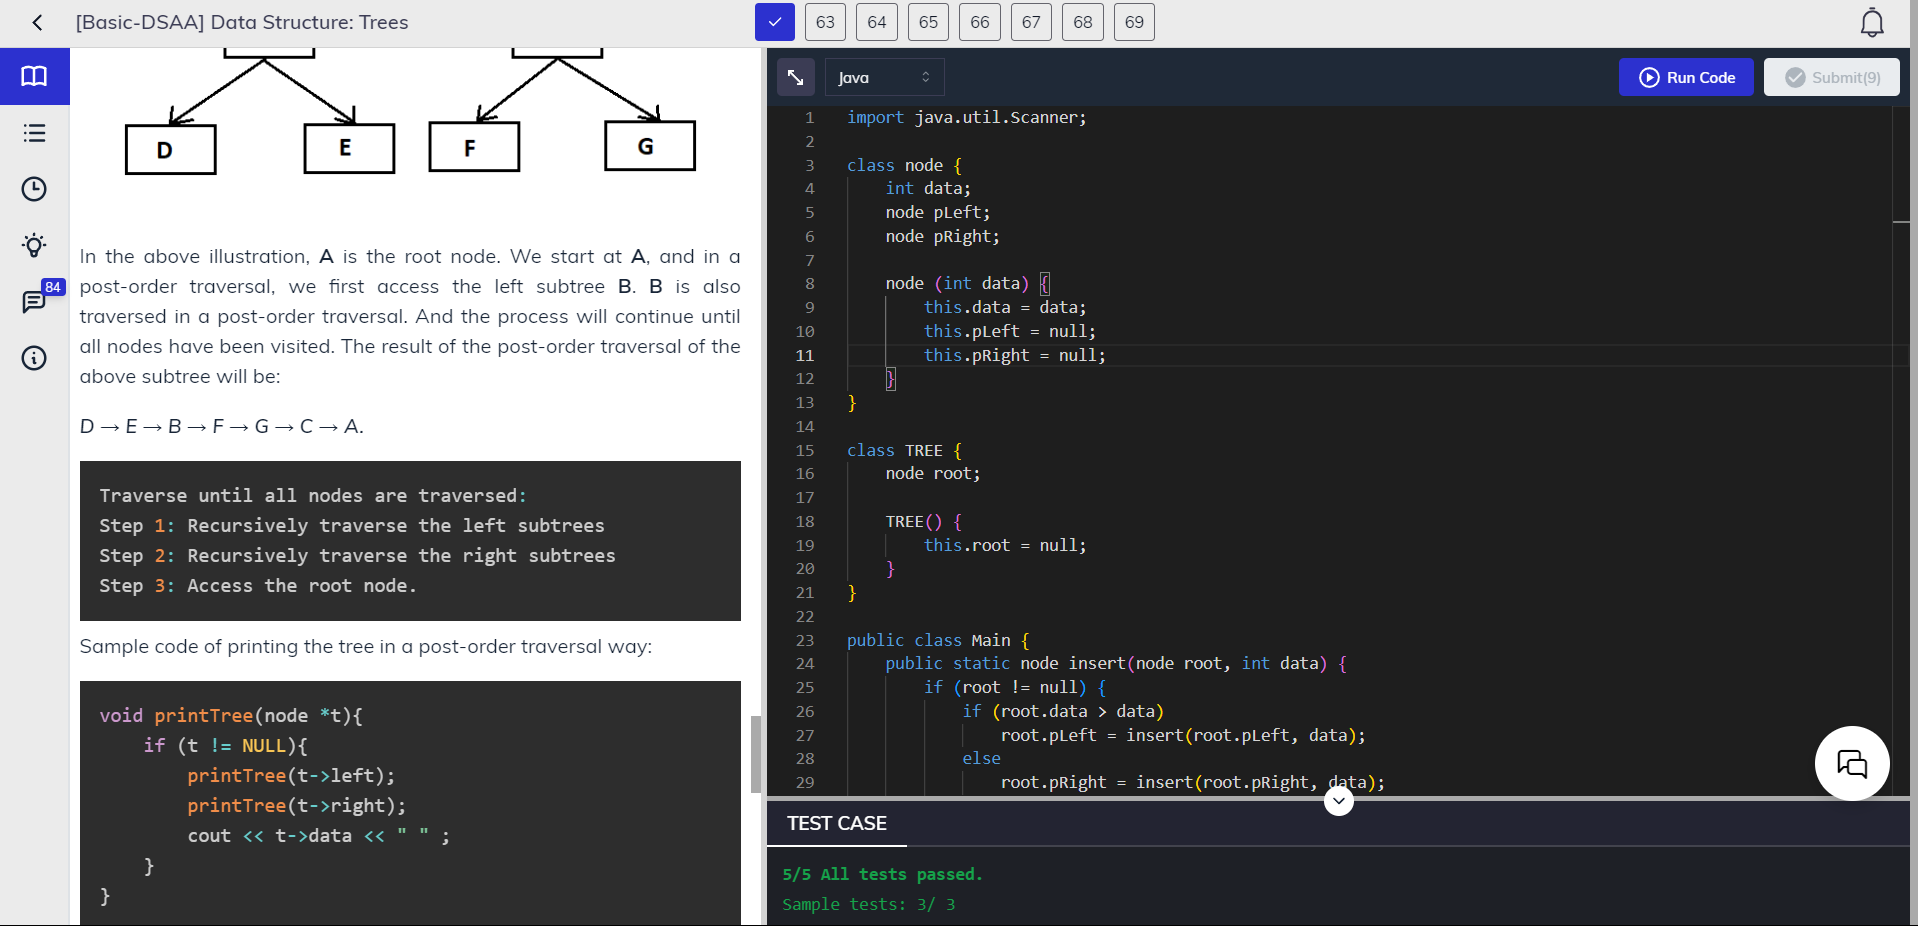 [Basic-DSAA] Data Structure: Trees
63 64 65 66 67 68 69
84
D E F G
In the above illustration, A is the root node. We start at A, and in a
post-order traversal, we first access the left subtree B. B is also
traversed in a post-order traversal. And the process will continue until
all nodes have been visited. The result of the post-order traversal of the
above subtree will be:
D → E → B → F → G → C → A.
Traverse until all nodes are traversed:
Step 1: Recursively traverse the left subtrees
Step 2: Recursively traverse the right subtrees
Step 3: Access the root node.
Sample code of printing the tree in a post-order traversal way:
void printTree(node *t){
    if (t != NULL){
        printTree(t->left);
        printTree(t->right);
        cout << t->data << " " ;
    }
}
Java
Run Code
Submit(9)
1 import java.util.Scanner;
2
3 class node {
4     int data;
5     node pLeft;
6     node pRight;
7
8     node (int data) {
9         this.data = data;
10         this.pLeft = null;
11         this.pRight = null;
12     }
13 }
14
15 class TREE {
16     node root;
17
18     TREE() {
19         this.root = null;
20     }
21 }
22
23 public class Main {
24     public static node insert(node root, int data) {
25         if (root != null) {
26             if (root.data > data)
27                 root.pLeft = insert(root.pLeft, data);
28             else
29                 root.pRight = insert(root.pRight, data);
TEST CASE
5/5 All tests passed.
Sample tests: 3/ 3